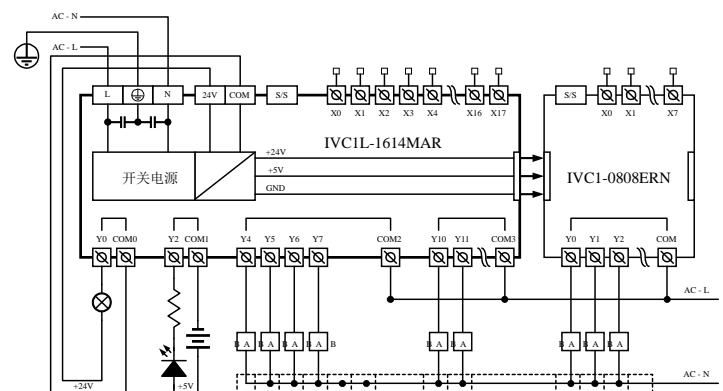 AC - N
AC - L
L N 24V COM S/S
S/S
X0 X1 X2 X3 X4 X16 X17
X0 X1 X7
IVC1L-1614MAR
+24V
开关电源
+5V
IVC1-0808ERN
GND
Y0 COM0 Y2 COM1 Y4 Y5 Y6 Y7 COM2 Y10 Y11 COM3
Y0 Y1 Y2 COM
AC - L
B A B A B A B A B B A B A B A B A B A
AC - N
+24V
+5V